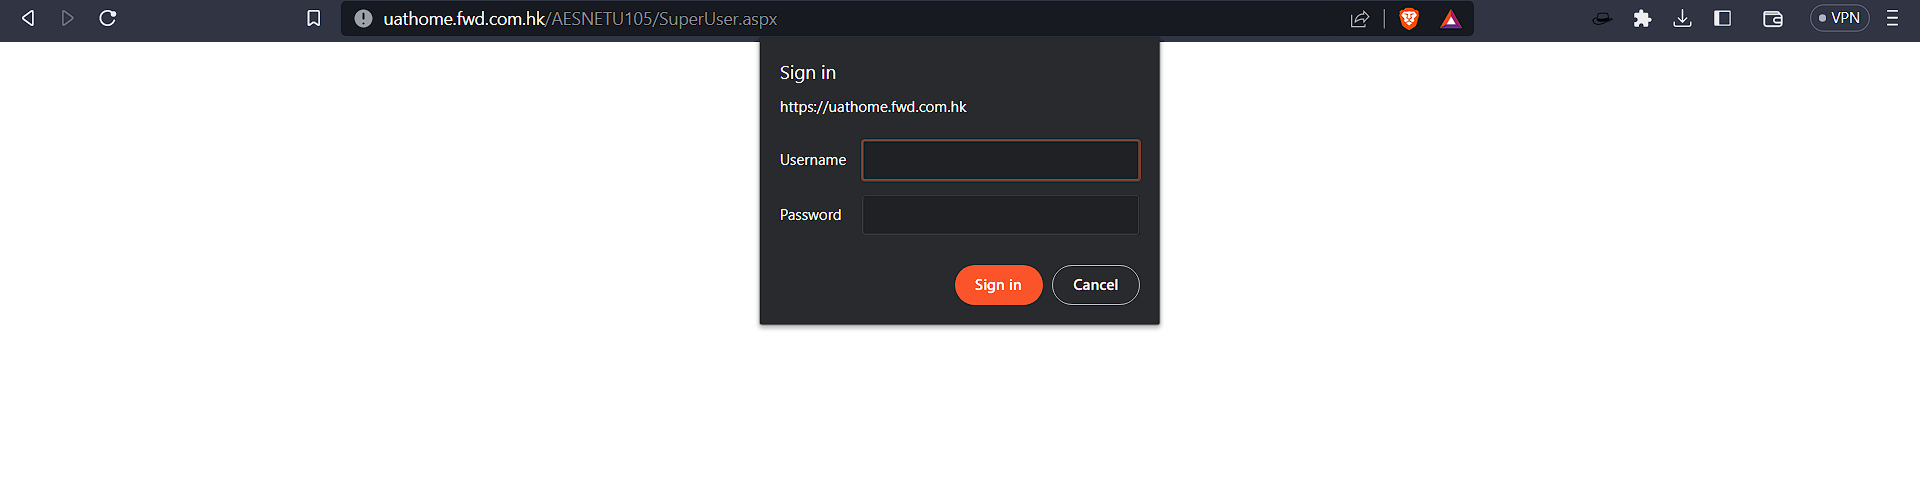 uathome.fwd.com.hk/AESNETU105/SuperUser.aspx
VPN
Sign in
https://uathome.fwd.com.hk
Username
Password
Sign in
Cancel